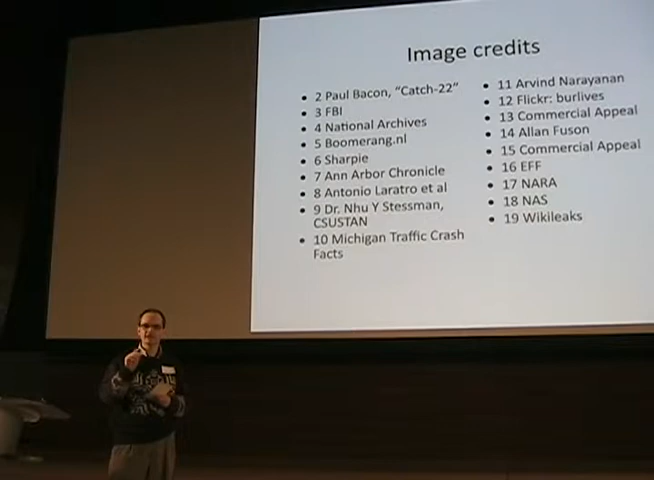 Image credits
• 2 Paul Bacon, “Catch-22”
• 3 FBI
• 4 National Archives
• 5 Boomerang.nl
• 6 Sharpie
• 7 Ann Arbor Chronicle
• 8 Antonio Laratro et al
• 9 Dr. Nhu Y Stessman,
CSUSTAN
• 10 Michigan Traffic Crash
Facts
• 11 Arvind Narayanan
• 12 Flickr: burlives
• 13 Commercial Appeal
• 14 Allan Fuson
• 15 Commercial Appeal
• 16 EFF
• 17 NARA
• 18 NAS
• 19 Wikileaks